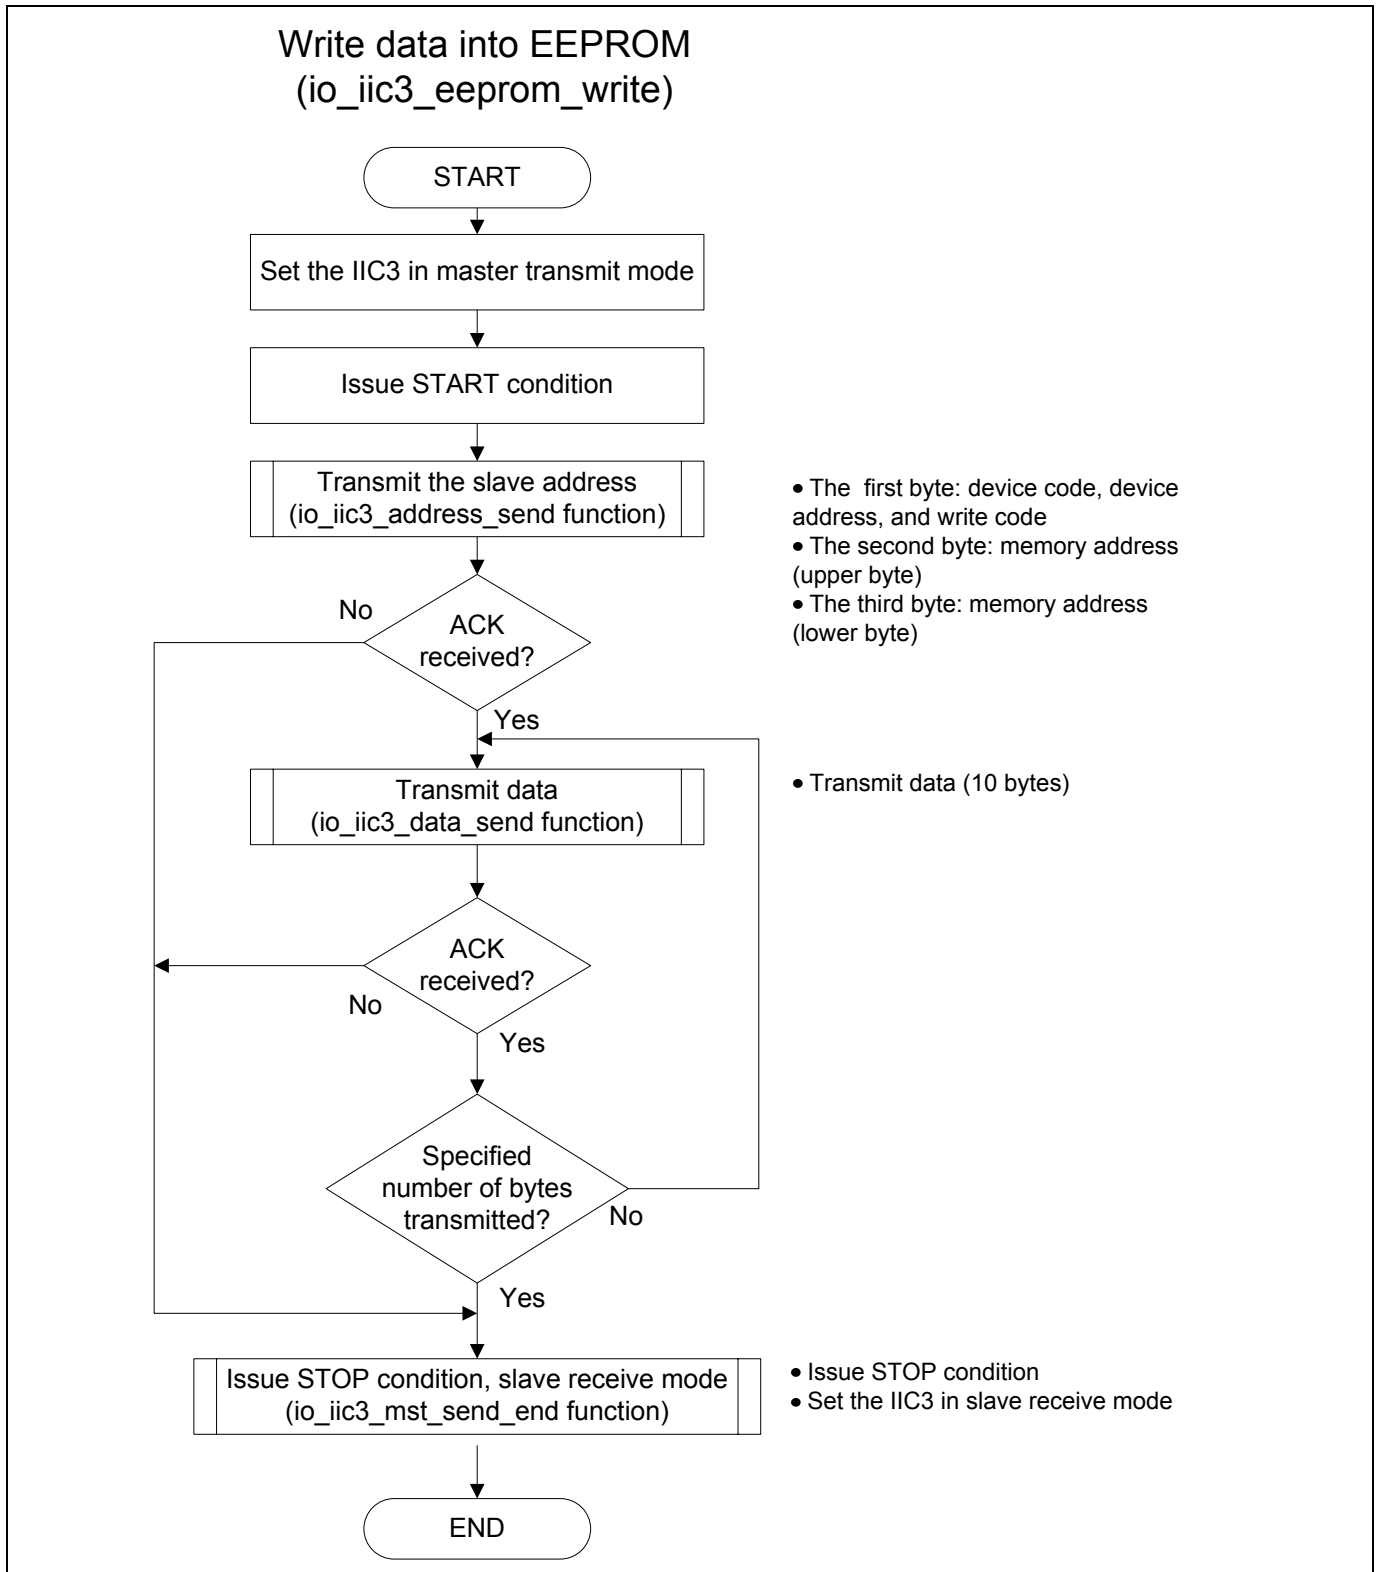 Write data into EEPROM
(io_iic3_eeprom_write)
START
Set the IIC3 in master transmit mode
Issue START condition
Transmit the slave address
(io_iic3_address_send function)
• The first byte: device code, device
address, and write code
• The second byte: memory address
(upper byte)
• The third byte: memory address
(lower byte)
No
ACK
received?
Yes
Transmit data
(io_iic3_data_send function)
• Transmit data (10 bytes)
ACK
received?
No
Yes
Specified
number of bytes
transmitted?
No
Yes
Issue STOP condition, slave receive mode
(io_iic3_mst_send_end function)
• Issue STOP condition
• Set the IIC3 in slave receive mode
END